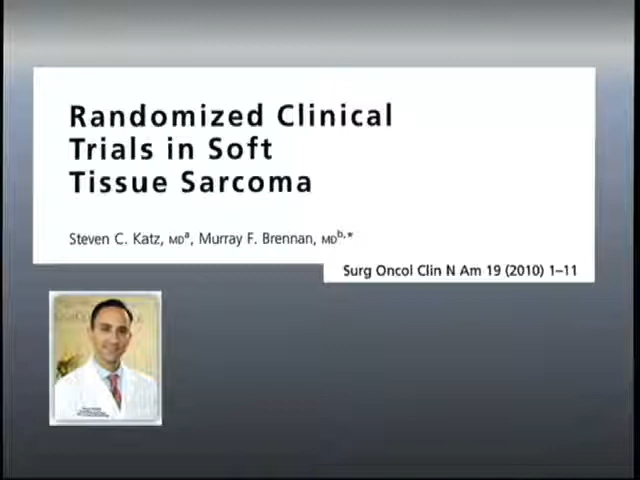 Randomized Clinical
Trials in Soft
Tissue Sarcoma
Steven C. Katz, MDa, Murray F. Brennan, MDb,*
Surg Oncol Clin N Am 19 (2010) 1–11